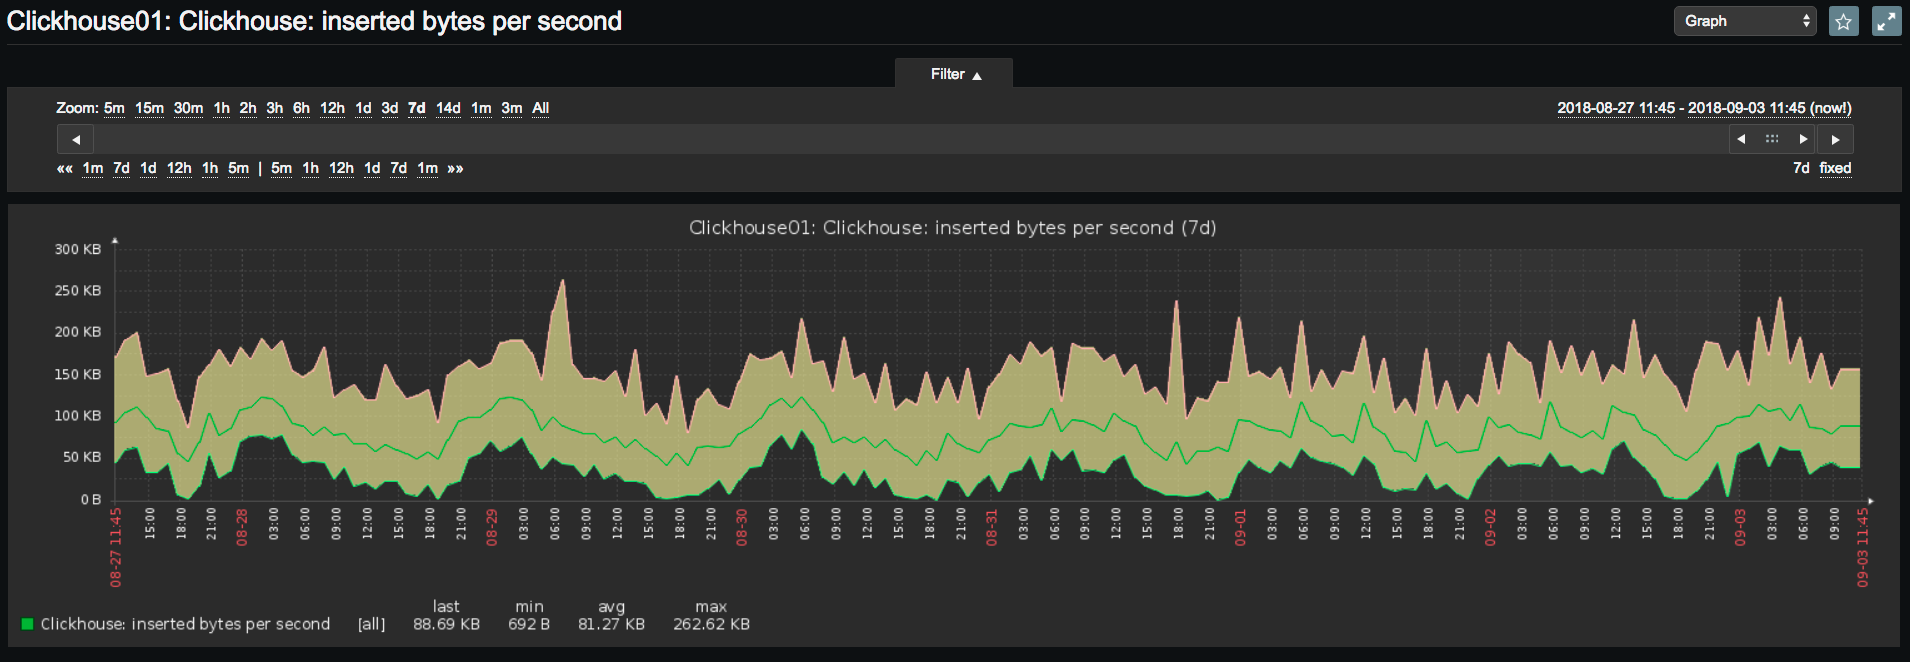 Clickhouse01: Clickhouse: inserted bytes per second
Graph
Filter ▲
Zoom: 5m 15m 30m 1h 2h 3h 6h 12h 1d 3d 7d 14d 1m 3m All
2018-08-27 11:45 - 2018-09-03 11:45 (now!)
«« 1m 7d 1d 12h 1h 5m | 5m 1h 12h 1d 7d 1m »»
7d fixed
Clickhouse01: Clickhouse: inserted bytes per second (7d)
300 KB
250 KB
200 KB
150 KB
100 KB
50 KB
0 B
08-27 11:45 15:00 18:00 21:00 08-28 03:00 06:00 09:00 12:00 15:00 18:00 21:00 08-29 03:00 06:00 09:00 12:00 15:00 18:00 21:00 08-30 03:00 06:00 09:00 12:00 15:00 18:00 21:00 08-31 03:00 06:00 09:00 12:00 15:00 18:00 21:00 09-01 03:00 06:00 09:00 12:00 15:00 18:00 21:00 09-02 03:00 06:00 09:00 12:00 15:00 18:00 21:00 09-03 03:00 06:00 09:00 09-03 11:45
last min avg max
Clickhouse: inserted bytes per second [all] 88.69 KB 692 B 81.27 KB 262.62 KB